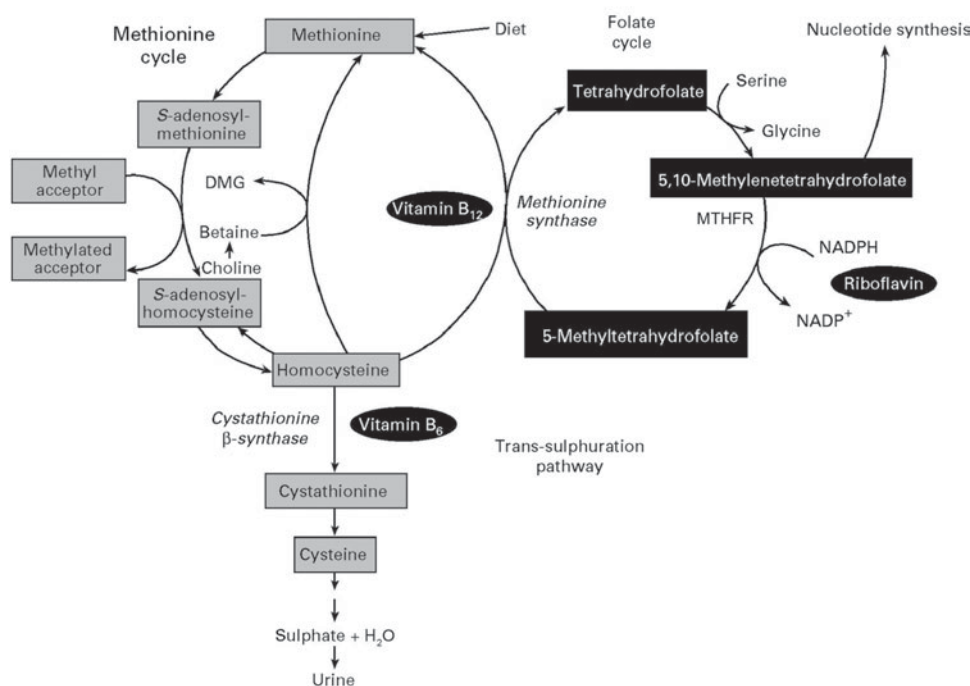 Methionine
cycle
Methionine
Diet
Folate
cycle
Nucleotide synthesis
Tetrahydrofolate
Serine
Glycine
S-adenosyl-
methionine
Methyl
acceptor
DMG
Vitamin B12
Methionine
synthase
5,10-Methylenetetrahydrofolate
MTHFR
Betaine
NADPH
Methylated
acceptor
Choline
Riboflavin
S-adenosyl-
homocysteine
NADP+
5-Methyltetrahydrofolate
Homocysteine
Cystathionine
β-synthase
Vitamin B6
Trans-sulphuration
pathway
Cystathionine
Cysteine
Sulphate + H2O
Urine